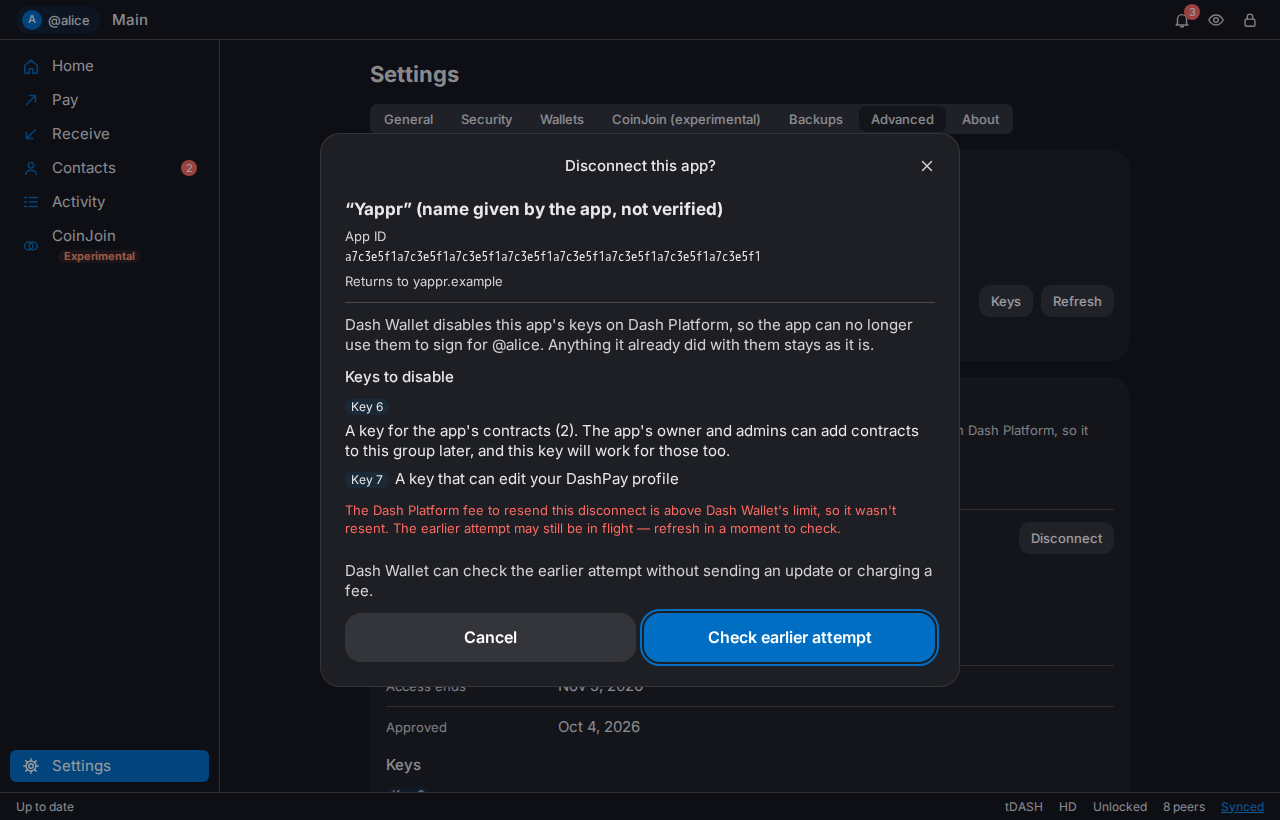 A @alice Main 3
Home
Pay
Receive
Contacts 2
Activity
CoinJoin
Experimental
Settings
Settings
General Security Wallets CoinJoin (experimental) Backups Advanced About
Disconnect this app?
“Yappr” (name given by the app, not verified)
App ID
a7c3e5f1a7c3e5f1a7c3e5f1a7c3e5f1a7c3e5f1a7c3e5f1a7c3e5f1a7c3e5f1
Returns to yappr.example
Keys Refresh
Dash Wallet disables this app's keys on Dash Platform, so the app can no longer
use them to sign for @alice. Anything it already did with them stays as it is.
Keys to disable
Key 6
A key for the app's contracts (2). The app's owner and admins can add contracts
to this group later, and this key will work for those too.
Dash Platform, so it
Key 7 A key that can edit your DashPay profile
The Dash Platform fee to resend this disconnect is above Dash Wallet's limit, so it wasn't
resent. The earlier attempt may still be in flight — refresh in a moment to check.
Disconnect
Dash Wallet can check the earlier attempt without sending an update or charging a
fee.
Cancel Check earlier attempt
Access ends Nov 3, 2026
Approved Oct 4, 2026
Keys
Up to date tDASH HD Unlocked 8 peers Synced